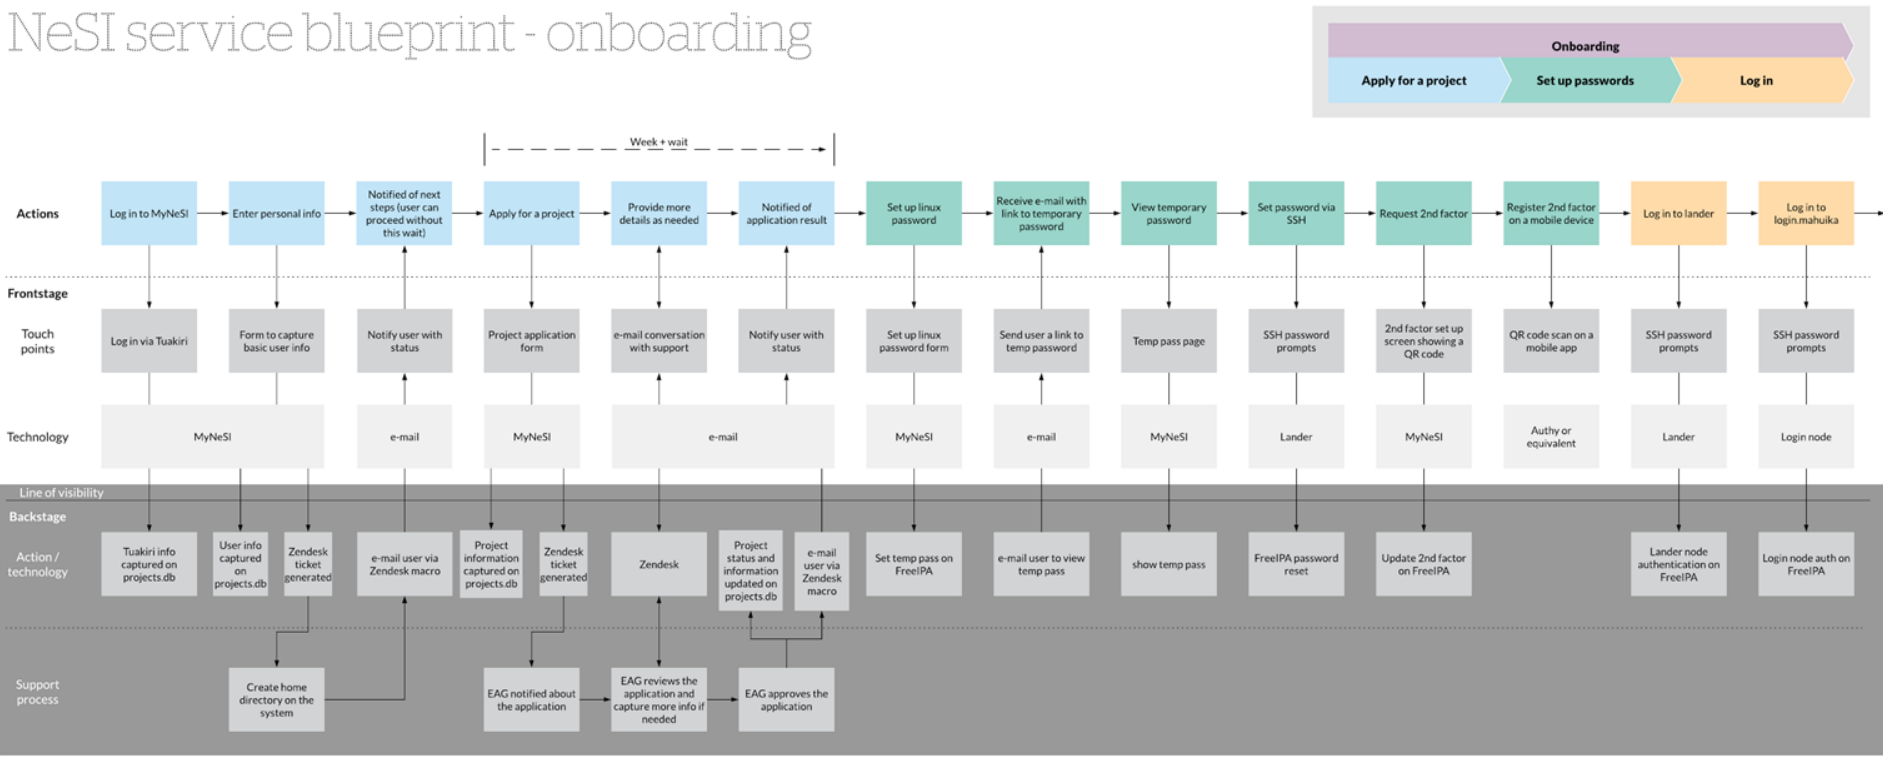 NeSI service blueprint - onboarding
Onboarding
Apply for a project
Set up passwords
Log in
Week + wait
Actions
Log in to MyNeSI
Enter personal info
Notified of next
steps (user can
proceed without
this wait)
Apply for a project
Provide more
details as needed
Notified of
application result
Set up linux
password
Receive e-mail with
link to temporary
password
View temporary
password
Set password via
SSH
Request 2nd factor
Register 2nd factor
on a mobile device
Log in to lander
Log in to
login.mahuika
Frontstage
Touch
points
Log in via Tuakiri
Form to capture
basic user info
Notify user with
status
Project application
form
e-mail conversation
with support
Notify user with
status
Set up linux
password form
Send user a link to
temp password
Temp pass page
SSH password
prompts
2nd factor set up
screen showing a
QR code
QR code scan on a
mobile app
SSH password
prompts
SSH password
prompts
Technology
MyNeSI
e-mail
MyNeSI
e-mail
MyNeSI
e-mail
MyNeSI
Lander
MyNeSI
Authy or
equivalent
Lander
Login node
Line of visibility
Backstage
Action /
technology
Tuakiri info
captured on
projects.db
User info
captured
on
projects.db
Zendesk
ticket
generated
e-mail user via
Zendesk macro
Project
information
captured on
projects.db
Zendesk
ticket
generated
Zendesk
Project
status and
information
updated on
projects.db
e-mail
user via
Zendesk
macro
Set temp pass on
FreeIPA
e-mail user to view
temp pass
show temp pass
FreeIPA password
reset
Update 2nd factor
on FreeIPA
Lander node
authentication on
FreeIPA
Login node auth on
FreeIPA
Support
process
Create home
directory on the
system
EAG notified about
the application
EAG reviews the
application and
capture more info if
needed
EAG approves the
application